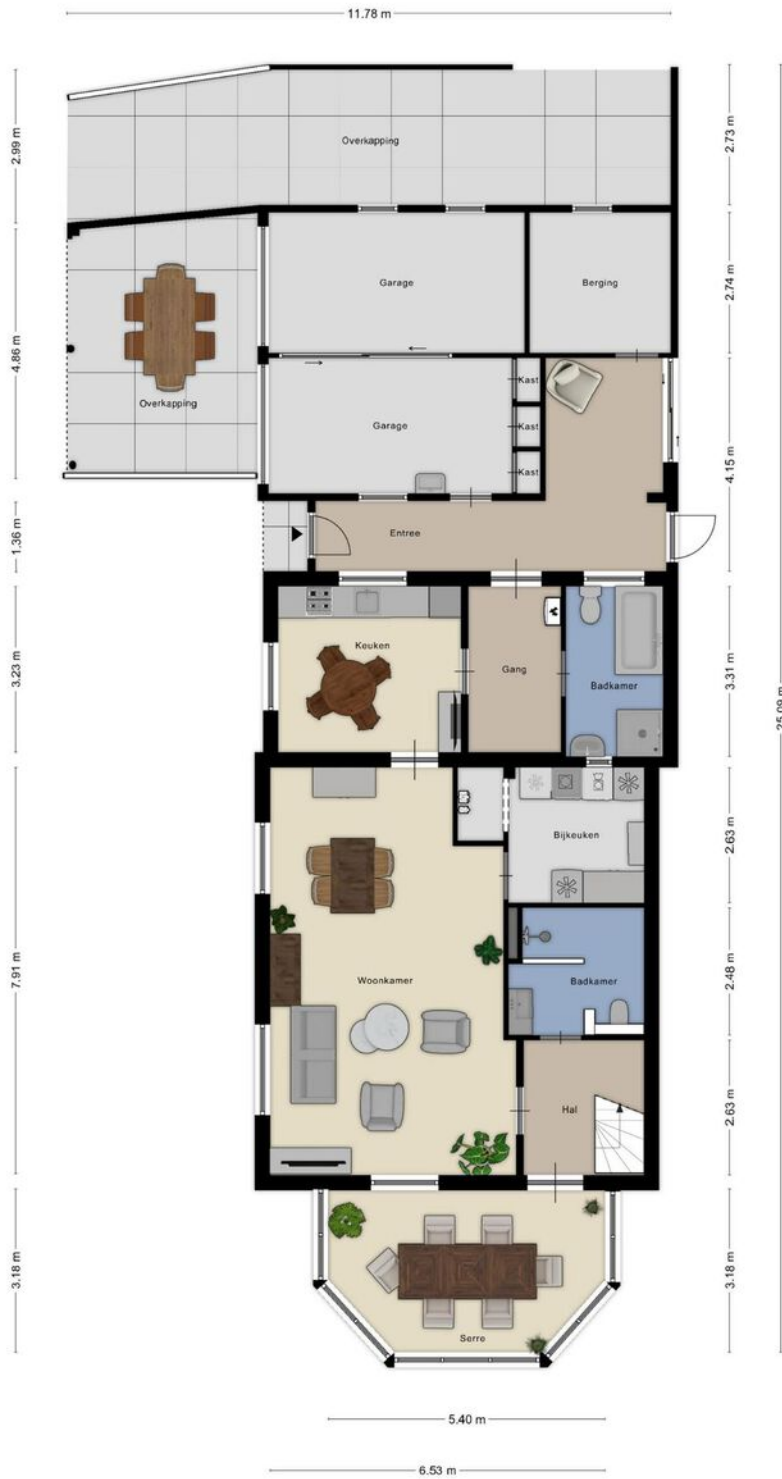 11.78 m
2.99 m
Overkapping
2.73 m
Garage
Berging
2.74 m
4.86 m
Overkapping
Kast
Garage
Kast
Kast
4.15 m
1.36 m
Entree
3.23 m
Keuken
Gang
Badkamer
3.31 m
25.09 m
Bijkeuken
2.63 m
7.91 m
Woonkamer
Badkamer
2.48 m
Hal
2.63 m
3.18 m
Serre
3.18 m
5.40 m
6.53 m